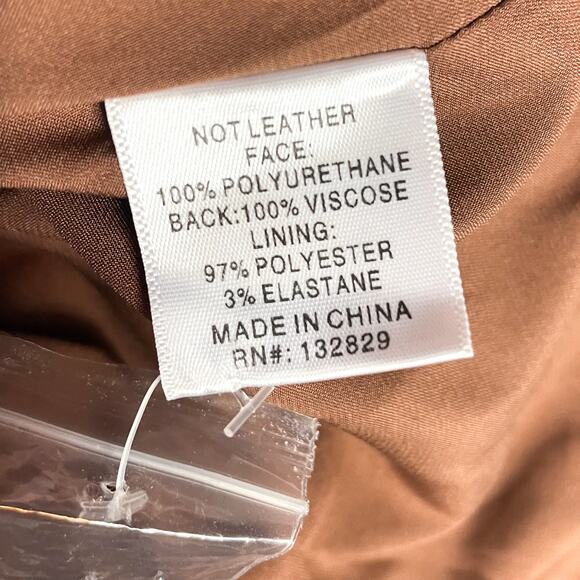 NOT LEATHER
FACE:
100% POLYURETHANE
BACK:100% VISCOSE
LINING:
97% POLYESTER
3% ELASTANE
MADE IN CHINA
RN#: 132829